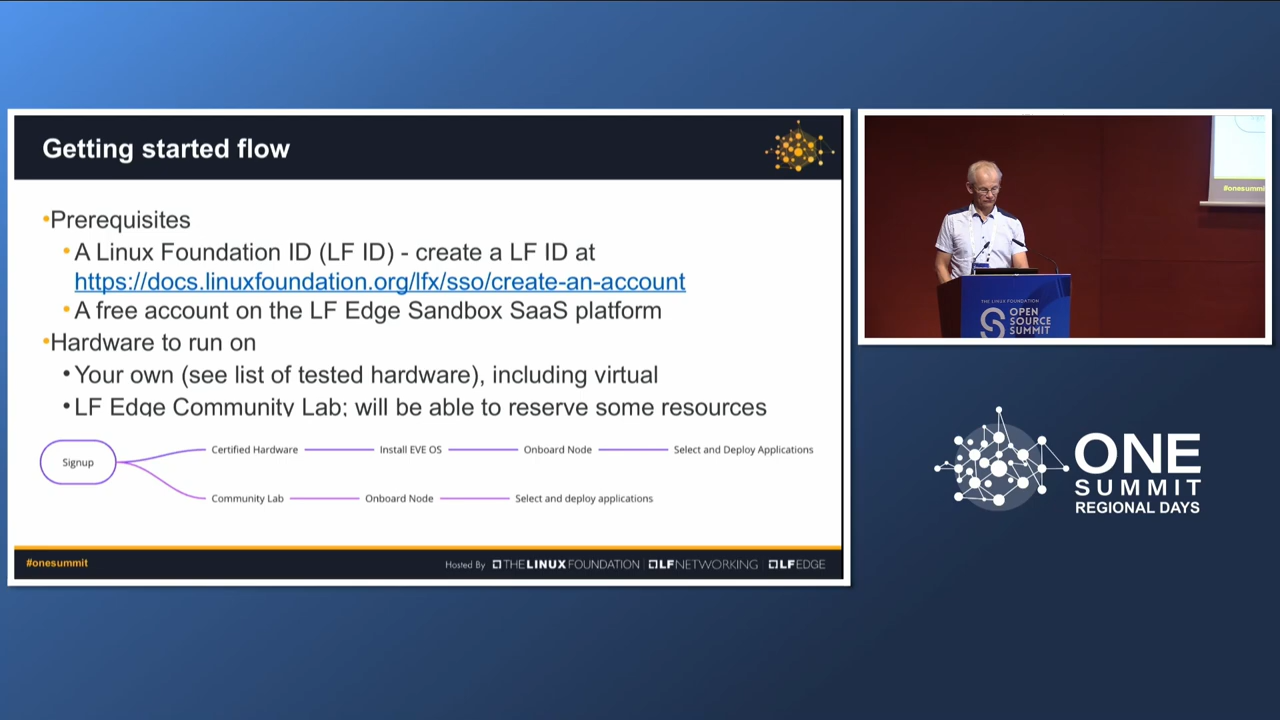 Getting started flow
•Prerequisites
•A Linux Foundation ID (LF ID) - create a LF ID at
https://docs.linuxfoundation.org/lfx/sso/create-an-account
•A free account on the LF Edge Sandbox SaaS platform
•Hardware to run on
•Your own (see list of tested hardware), including virtual
•LF Edge Community Lab; will be able to reserve some resources
Signup
Certified Hardware
Install EVE OS
Onboard Node
Select and Deploy Applications
Community Lab
Onboard Node
Select and deploy applications
#onesummit
Hosted By THE LINUX FOUNDATION | LFNETWORKING | LFEDGE
#onesummi
THE LINUX FOUNDATION
OPEN
SOURCE
SUMMIT
ONE
SUMMIT
REGIONAL DAYS